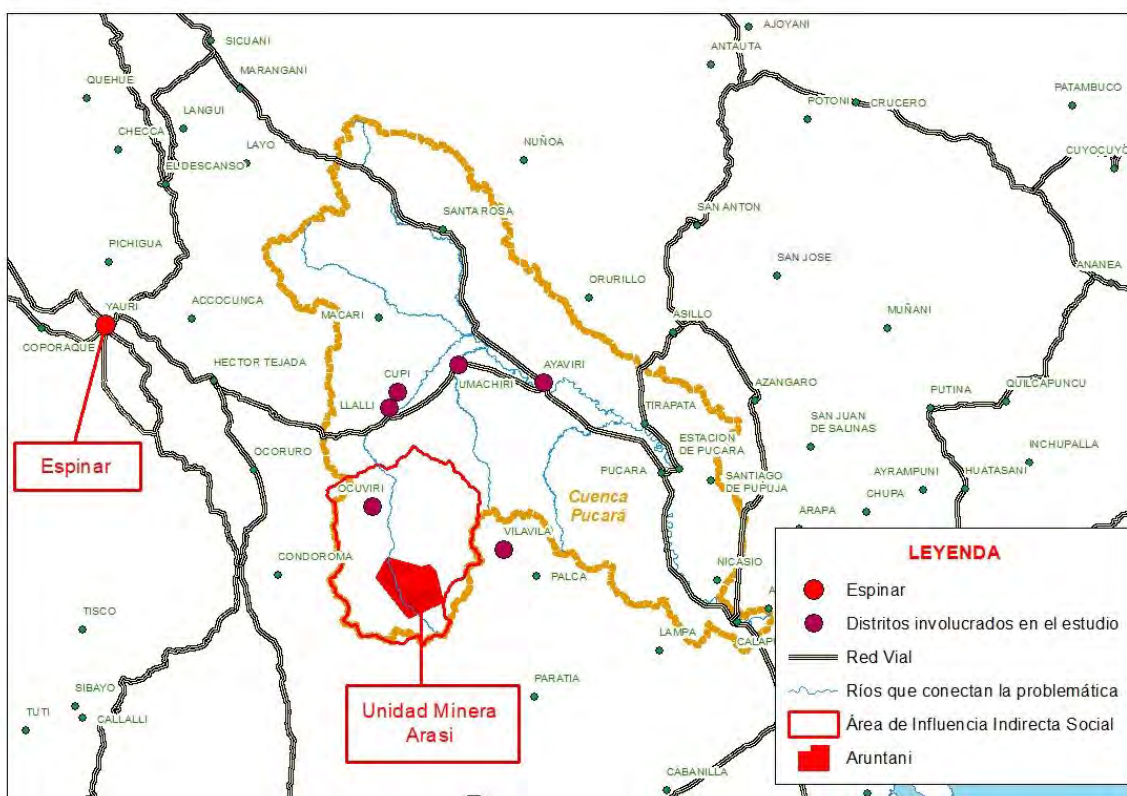 AJOYANI
SICUANI
ANTAUTA
MARANGANI
QUEHUE
POTONI
CRUCERO
PATAMBUCO
LANGUI
CHECCA
LAYO
NUÑOA
CUYOCUYO
EL DESCANSO
SANTA ROSA
SAN ANTON
PICHIGUA
SAN JOSE
ANANEA
ORURILLO
ACCOCUNCA
YAURI
MACARI
MUÑANI
ASILLO
COPORAQUE
HECTOR TEJADA
CUPI
UMACHIRI
AYAVIRI
AZANGARO
QUILCAPUNCU
PUTINA
LLALLI
TIRAPATA
SAN JUAN
DE SALINAS
Espinar
OCORURO
ESTACION
DE PUCARA
INCHUPALLA
PUCARA
SANTIAGO
DE PUPUJA
AYRAMPUNI
HUATASANI
OCUVIRI
Cuenca
Pucará
CHUPA
ARAPA
VILAVILA
CONDOROMA
PALCA
NICASIO
TISCO
LAMPA
SIBAYO
TUTI
CALLALLI
PARATIA
Unidad Minera
Arasi
CABANILLA
LEYENDA
Espinar
Distritos involucrados en el estudio
Red Vial
Ríos que conectan la problemática
Área de Influencia Indirecta Social
Aruntani